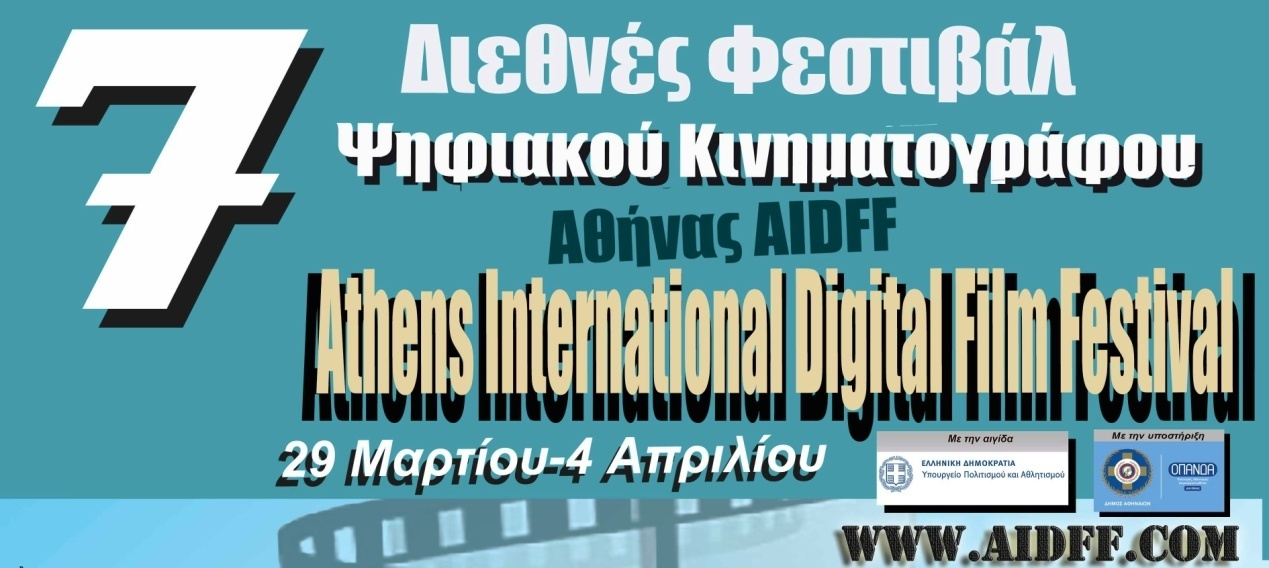 7
Διεθνές Φεστιβάλ
Ψηφιακού Κινηματογράφου
Αθήνας AIDFF
Athens International Digital Film Festival
29 Μαρτίου-4 Απριλίου
Με την αιγίδα
ΕΛΛΗΝΙΚΗ ΔΗΜΟΚΡΑΤΙΑ
Υπουργείο Πολιτισμού και Αθλητισμού
Με την υποστήριξη
ΔΗΜΟΣ ΑΘΗΝΑΙΩΝ
ΟΠΑΝΔΑ
WWW.AIDFF.COM